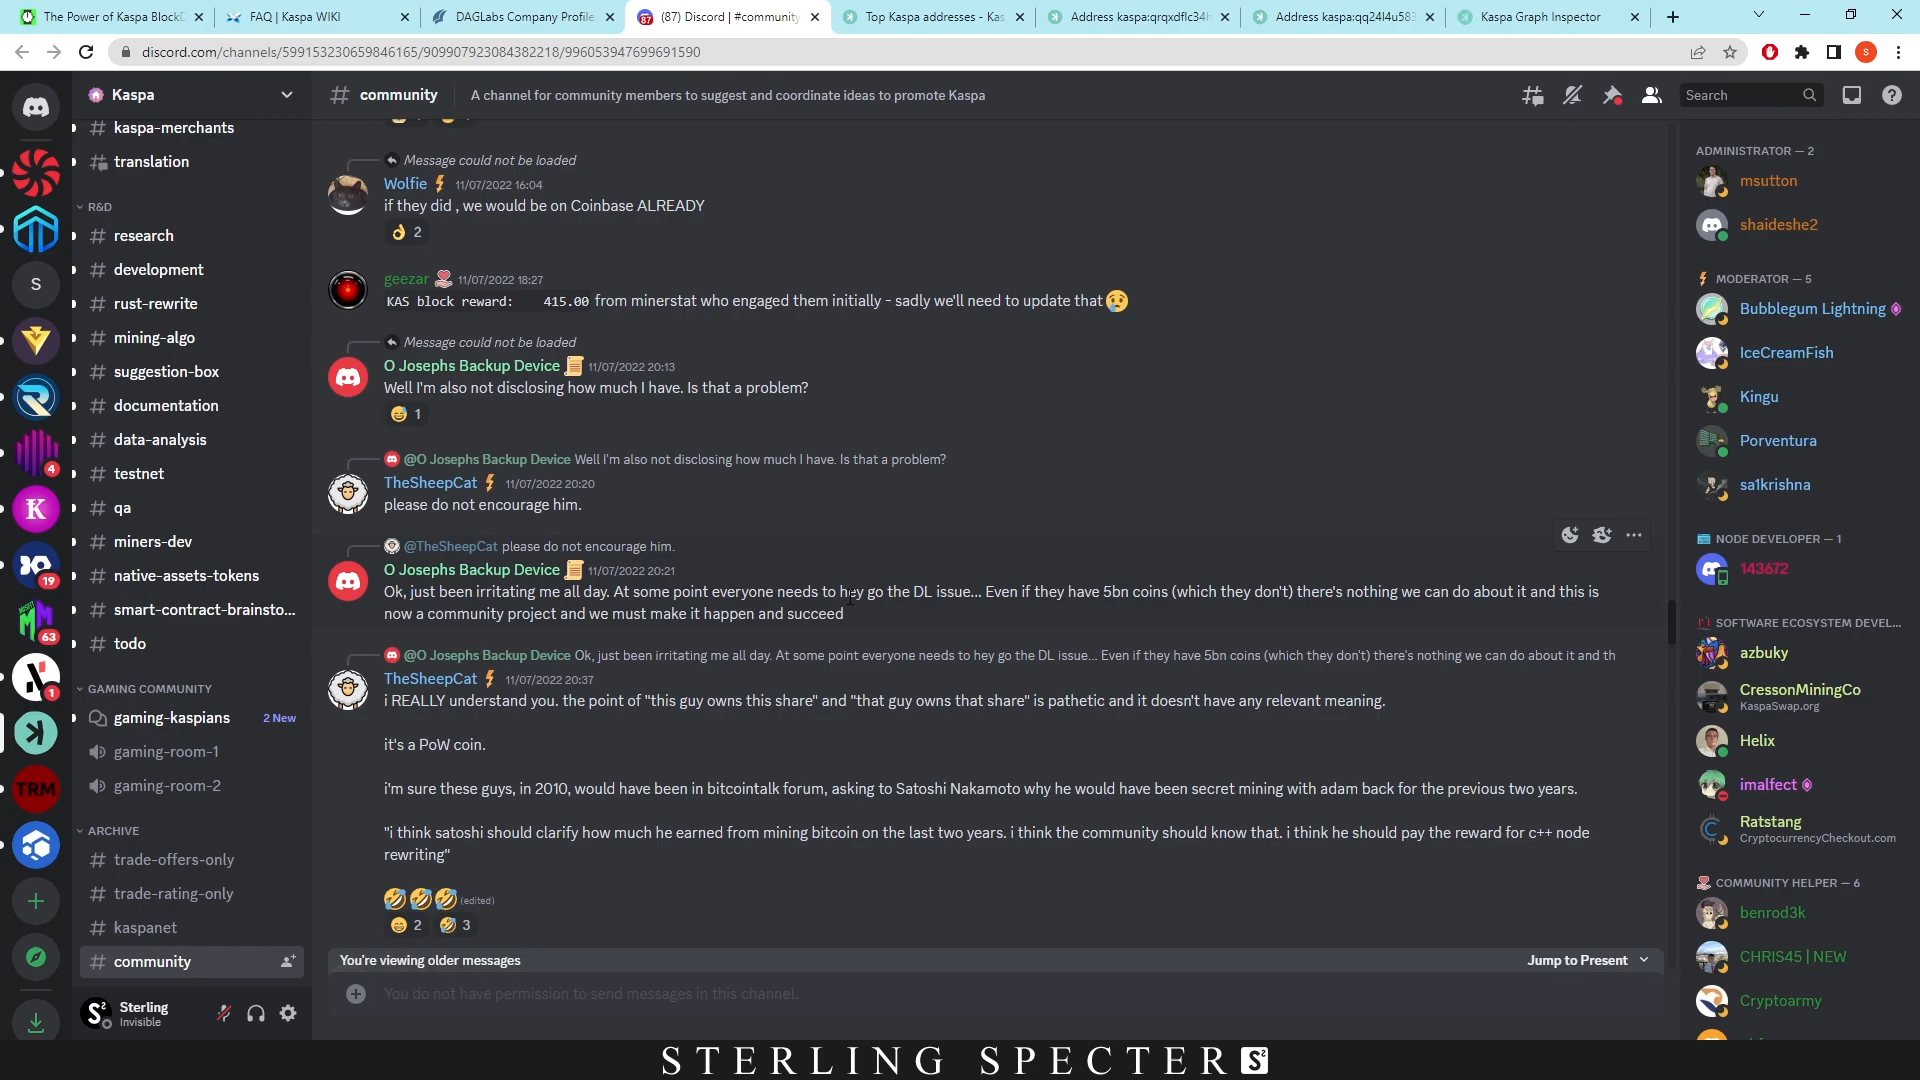 The Power of Kaspa BlockD
FAQ | Kaspa WIKI
DAGLabs Company Profile
(87) Discord | #community
Top Kaspa addresses - Kas
Address kaspa:qrqxdflc34h
Address kaspa:qq24l4u583
Kaspa Graph Inspector
discord.com/channels/599153230659846165/909907923084382218/996053947699691590
S
Kaspa
# community
A channel for community members to suggest and coordinate ideas to promote Kaspa
Search
kaspa-merchants
translation
R&D
research
development
rust-rewrite
mining-algo
suggestion-box
documentation
data-analysis
testnet
qa
miners-dev
native-assets-tokens
smart-contract-brainsto...
todo
GAMING COMMUNITY
gaming-kaspians
2 New
gaming-room-1
gaming-room-2
ARCHIVE
trade-offers-only
trade-rating-only
kaspanet
community
Sterling
Invisible
S
4
K
19
63
1
TRM
Message could not be loaded
Wolfie 11/07/2022 16:04
if they did , we would be on Coinbase ALREADY
2
geezar 11/07/2022 18:27
KAS block reward: 415.00 from minerstat who engaged them initially - sadly we'll need to update that
Message could not be loaded
O Josephs Backup Device 11/07/2022 20:13
Well I'm also not disclosing how much I have. Is that a problem?
1
@O Josephs Backup Device Well I'm also not disclosing how much I have. Is that a problem?
TheSheepCat 11/07/2022 20:20
please do not encourage him.
@TheSheepCat please do not encourage him.
O Josephs Backup Device 11/07/2022 20:21
Ok, just been irritating me all day. At some point everyone needs to hey go the DL issue... Even if they have 5bn coins (which they don't) there's nothing we can do about it and this is
now a community project and we must make it happen and succeed
@O Josephs Backup Device Ok, just been irritating me all day. At some point everyone needs to hey go the DL issue... Even if they have 5bn coins (which they don't) there's nothing we can do about it and th
TheSheepCat 11/07/2022 20:37
i REALLY understand you. the point of "this guy owns this share" and "that guy owns that share" is pathetic and it doesn't have any relevant meaning.
it's a PoW coin.
i'm sure these guys, in 2010, would have been in bitcointalk forum, asking to Satoshi Nakamoto why he would have been secret mining with adam back for the previous two years.
"i think satoshi should clarify how much he earned from mining bitcoin on the last two years. i think the community should know that. i think he should pay the reward for c++ node
rewriting"
(edited)
2 3
You're viewing older messages
Jump to Present
You do not have permission to send messages in this channel.
ADMINISTRATOR — 2
msutton
shaideshe2
MODERATOR — 5
Bubblegum Lightning
IceCreamFish
Kingu
Porventura
sa1krishna
NODE DEVELOPER — 1
143672
SOFTWARE ECOSYSTEM DEVEL...
azbuky
CressonMiningCo
KaspaSwap.org
Helix
imalfect
Ratstang
CryptocurrencyCheckout.com
COMMUNITY HELPER — 6
benrod3k
CHRIS45 | NEW
Cryptoarmy
STERLING SPECTER